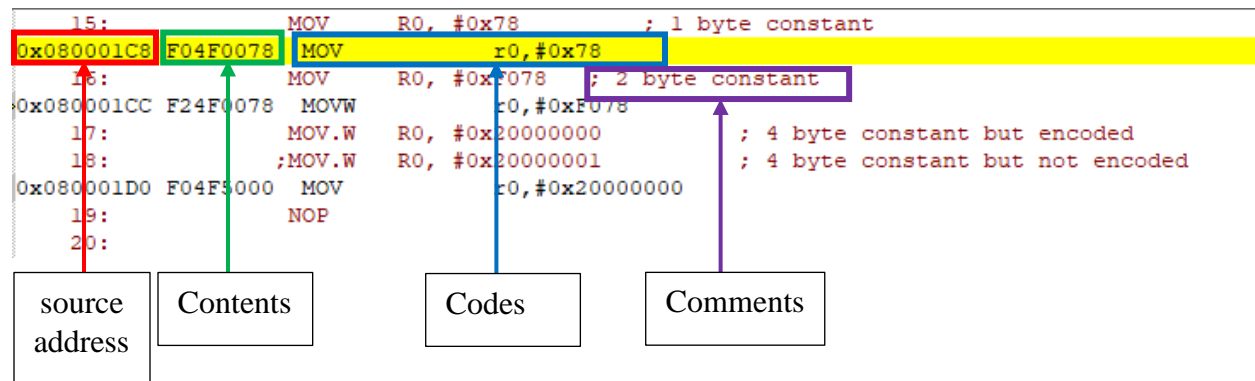 15: MOV R0, #0x78 ; 1 byte constant
0x080001C8 F04F0078 MOV r0,#0x78
16: MOV R0, #0xF078 ; 2 byte constant
0x080001CC F24F0078 MOVW r0,#0xF078
17: MOV.W R0, #0x20000000 ; 4 byte constant but encoded
18: ;MOV.W R0, #0x20000001 ; 4 byte constant but not encoded
0x080001D0 F04F5000 MOV r0,#0x20000000
19: NOP
20:
source address
Contents
Codes
Comments